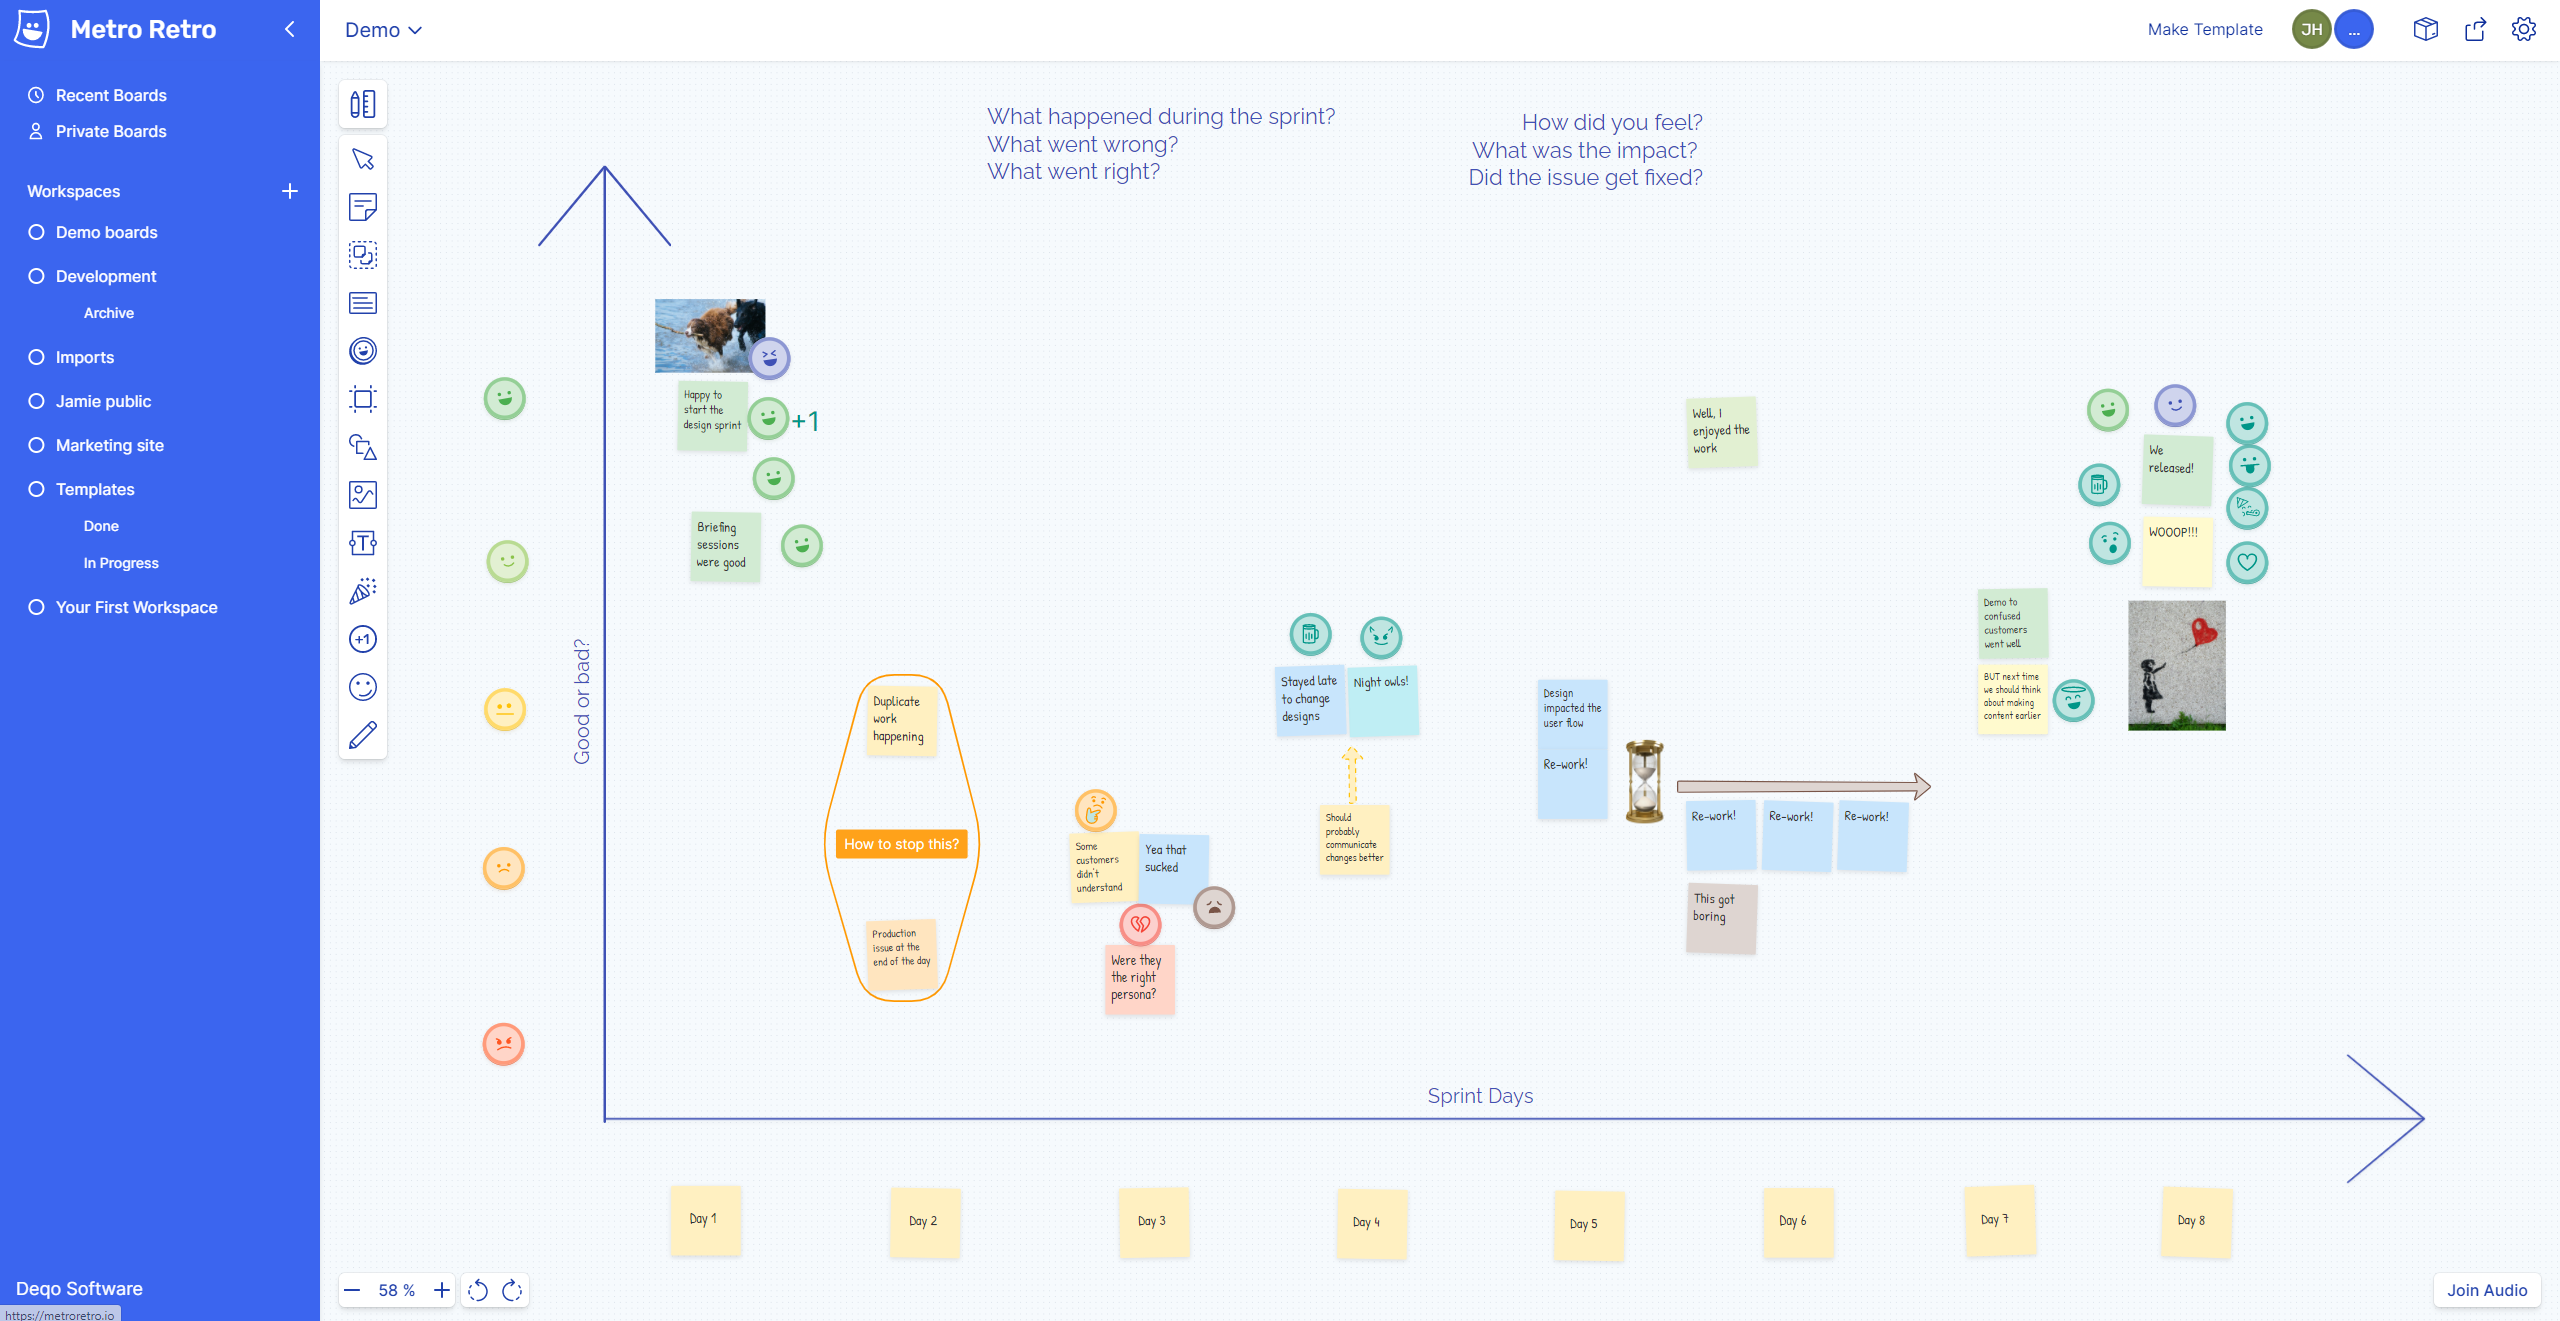 Metro Retro
Recent Boards
Private Boards
Workspaces
Demo boards
Development
Archive
Imports
Jamie public
Marketing site
Templates
Done
In Progress
Your First Workspace
Deqo Software
https://metroretro.io
Demo
Make Template
JH
...
T
+1
What happened during the sprint?
What went wrong?
What went right?
How did you feel?
What was the impact?
Did the issue get fixed?
Good or bad?
Happy to
start the
design sprint
+1
Briefing
sessions
were good
Duplicate
work
happening
How to stop this?
Production
issue at the
end of the day
Some
customers
didn't
understand
Yea that
sucked
Were they
the right
persona?
Stayed late
to change
designs
Night owls!
Should
probably
communicate
changes better
Design
impacted the
user flow
Re-work!
Well, I
enjoyed the
work
Re-work!
Re-work!
Re-work!
This got
boring
We
released!
WOOOP!!!
Demo to
confused
customers
went well
BUT next time
we should think
about making
content earlier
Sprint Days
Day 1
Day 2
Day 3
Day 4
Day 5
Day 6
Day 7
Day 8
58 %
Join Audio